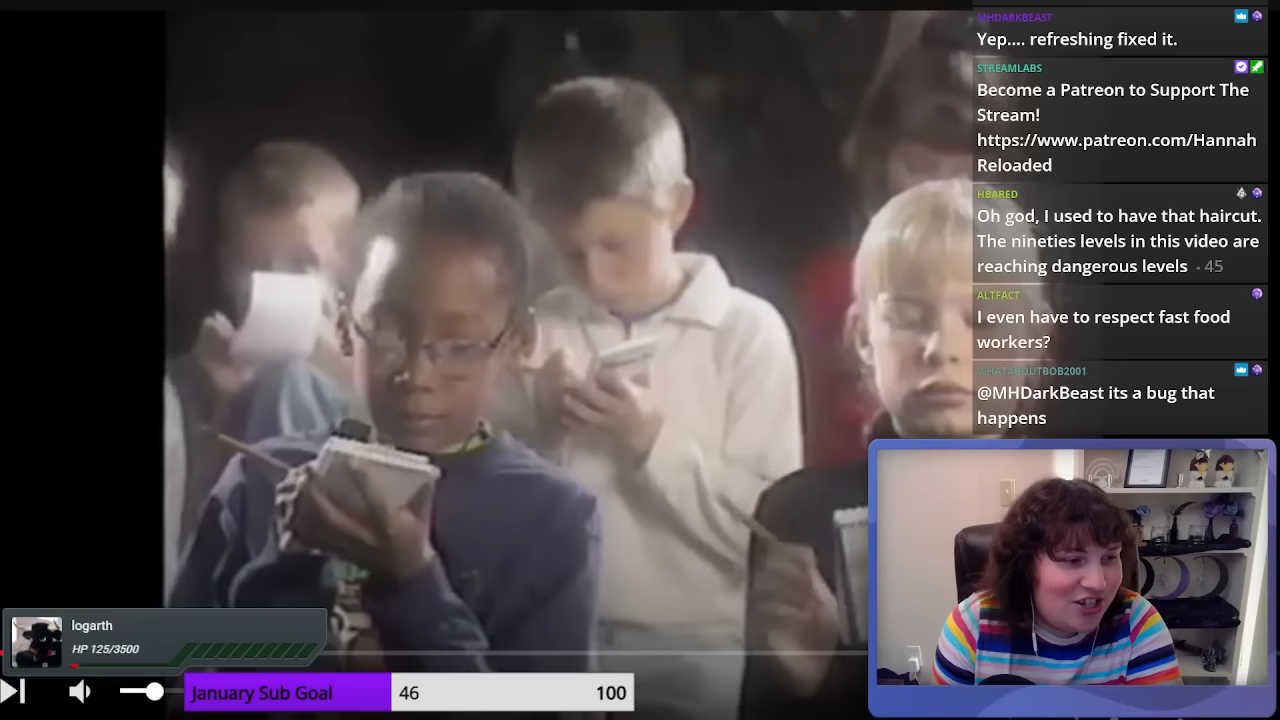 MHDARKBEAST
Yep.... refreshing fixed it.
STREAMLABS
Become a Patreon to Support The
Stream!
https://www.patreon.com/Hannah
Reloaded
HBARED
Oh god, I used to have that haircut.
The nineties levels in this video are
reaching dangerous levels - 45
ALTFACT
I even have to respect fast food
workers?
WHATABOUTBOB2001
@MHDarkBeast its a bug that
happens
logarth
HP 125/3500
January Sub Goal 46 100